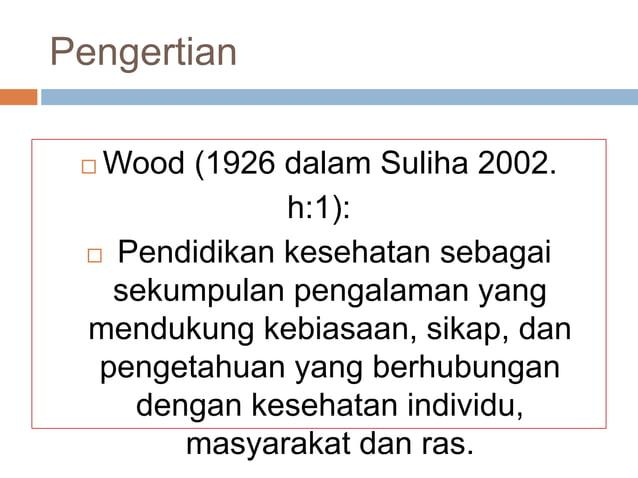 Pengertian
Wood (1926 dalam Suliha 2002.
h:1):
Pendidikan kesehatan sebagai
sekumpulan pengalaman yang
mendukung kebiasaan, sikap, dan
pengetahuan yang berhubungan
dengan kesehatan individu,
masyarakat dan ras.